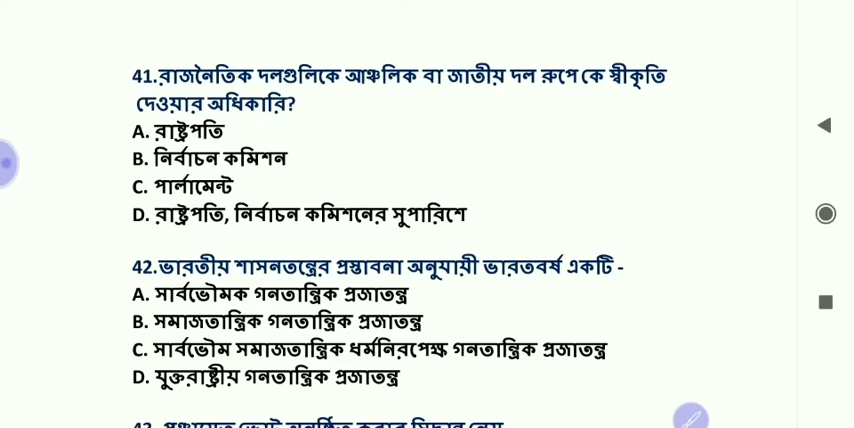 41.রাজনৈতিক দলগুলিকে আঞ্চলিক বা জাতীয় দল রুপে কে স্বীকৃতি
দেওয়ার অধিকারি?
A. রাষ্ট্রপতি
B. নির্বাচন কমিশন
C. পার্লামেন্ট
D. রাষ্ট্রপতি, নির্বাচন কমিশনের সুপারিশে
42.ভারতীয় শাসনতন্ত্রের প্রস্তাবনা অনুযায়ী ভারতবর্ষ একটি -
A. সার্বভৌমক গনতান্ত্রিক প্রজাতন্ত্র
B. সমাজতান্ত্রিক গনতান্ত্রিক প্রজাতন্ত্র
C. সার্বভৌম সমাজতান্ত্রিক ধর্মনিরপেক্ষ গনতান্ত্রিক প্রজাতন্ত্র
D. যুক্তরাষ্ট্রীয় গনতান্ত্রিক প্রজাতন্ত্র